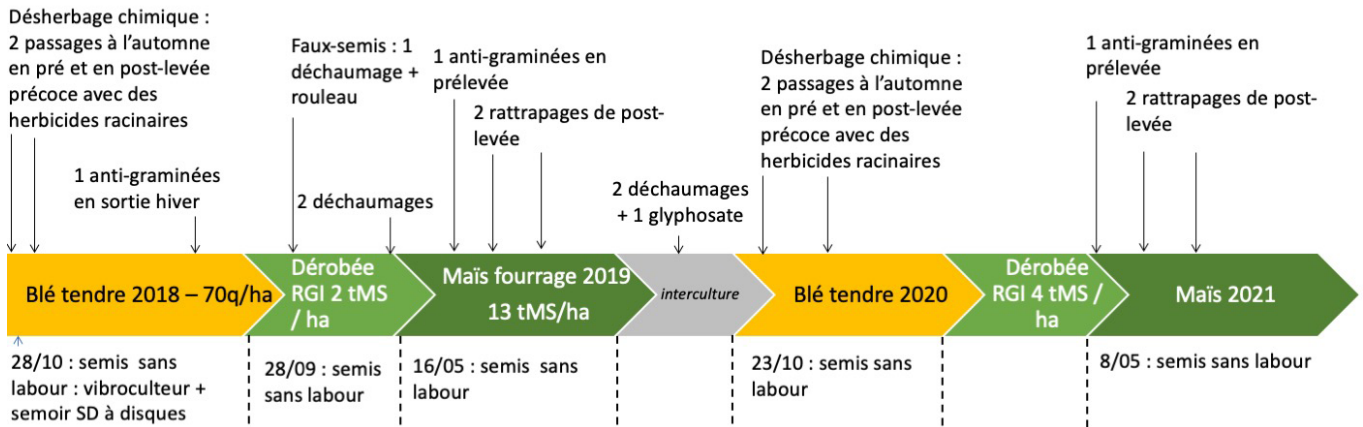 Désherbage chimique :
2 passages à l’automne
en pré et en post-levée
précoce avec des
herbicides racinaires
1 anti-graminées
en sortie hiver
Faux-semis : 1
déchaumage +
rouleau
2 déchaumages
1 anti-graminées en
prélevée
2 rattrapages de post-
levée
2 déchaumages
+ 1 glyphosate
Désherbage chimique :
2 passages à l’automne
en pré et en post-levée
précoce avec des
herbicides racinaires
1 anti-graminées en
prélevée
2 rattrapages de post-
levée
Blé tendre 2018 – 70q/ha
Dérobée
RGI 2 tMS
/ ha
Maïs fourrage 2019
13 tMS/ha
interculture
Blé tendre 2020
Dérobée
RGI 4 tMS /
ha
Maïs 2021
28/10 : semis sans
labour : vibroculteur +
semoir SD à disques
28/09 : semis
sans labour
16/05 : semis sans
labour
23/10 : semis sans
labour
8/05 : semis sans labour